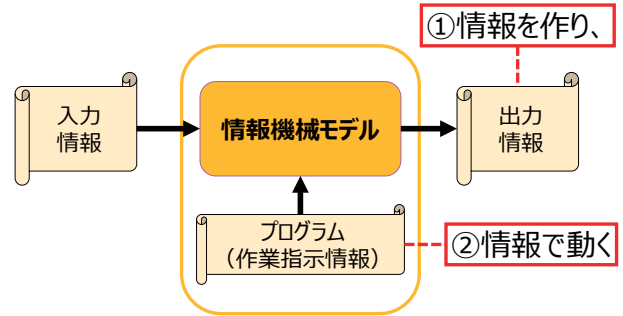 ①情報を作り、
入力
情報
情報機械モデル
出力
情報
プログラム
（作業指示情報）
②情報で動く